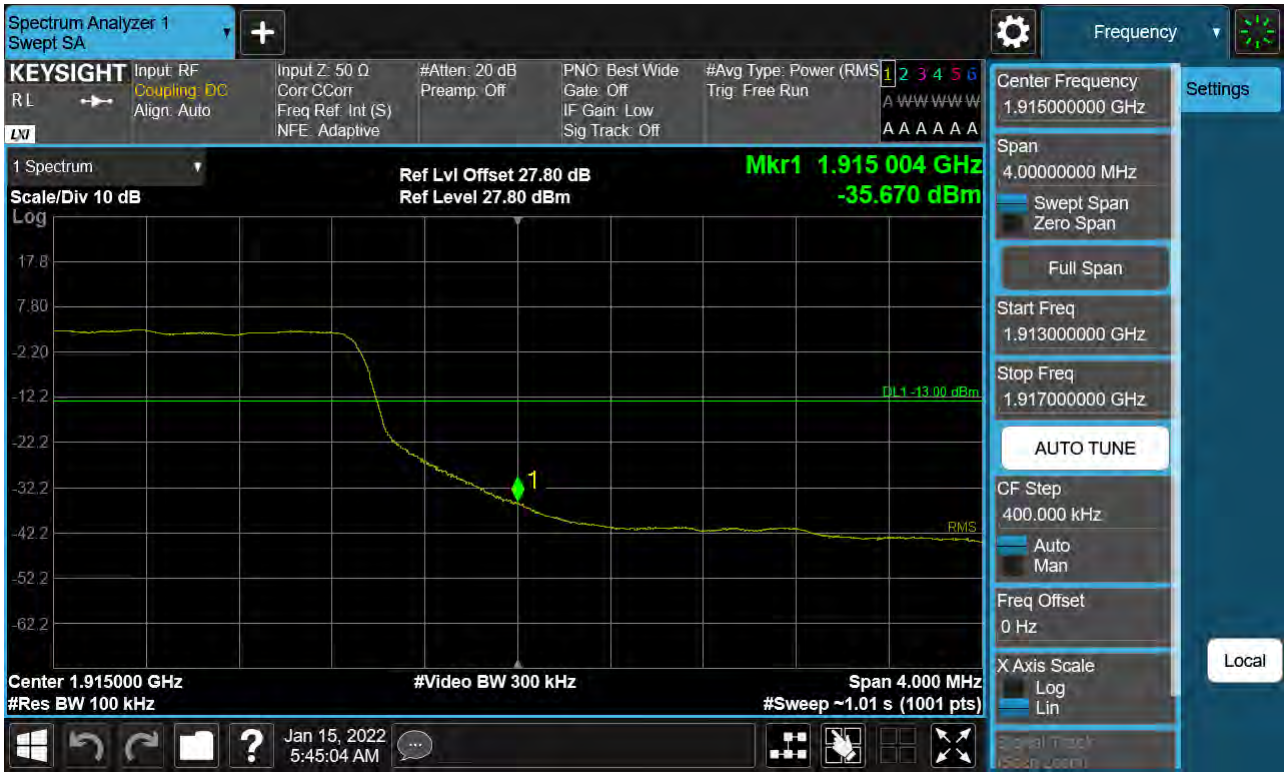 Spectrum Analyzer 1
Swept SA
Frequency
KEYSIGHT
RL
LXI
Input: RF
Coupling: DC
Align: Auto
Input Z: 50 Ω
Corr CCorr
Freq Ref: Int (S)
NFE: Adaptive
#Atten: 20 dB
Preamp: Off
PNO: Best Wide
Gate: Off
IF Gain: Low
Sig Track: Off
#Avg Type: Power (RMS
Trig: Free Run
1 2 3 4 5 6
A W W W W W
A A A A A A
1 Spectrum
Scale/Div 10 dB
Log
Ref Lvl Offset 27.80 dB
Ref Level 27.80 dBm
Mkr1 1.915 004 GHz
-35.670 dBm
17.8
7.80
-2.20
-12.2
-22.2
-32.2
-42.2
-52.2
-62.2
DL1 -13.00 dBm
1
RMS
Center 1.915000 GHz
#Res BW 100 kHz
#Video BW 300 kHz
Span 4.000 MHz
#Sweep ~1.01 s (1001 pts)
Center Frequency
1.915000000 GHz
Span
4.00000000 MHz
Swept Span
Zero Span
Full Span
Start Freq
1.913000000 GHz
Stop Freq
1.917000000 GHz
AUTO TUNE
CF Step
400.000 kHz
Auto
Man
Freq Offset
0 Hz
X Axis Scale
Log
Lin
Signal Track
(Span Zoom)
Settings
Local
?
Jan 15, 2022
5:45:04 AM